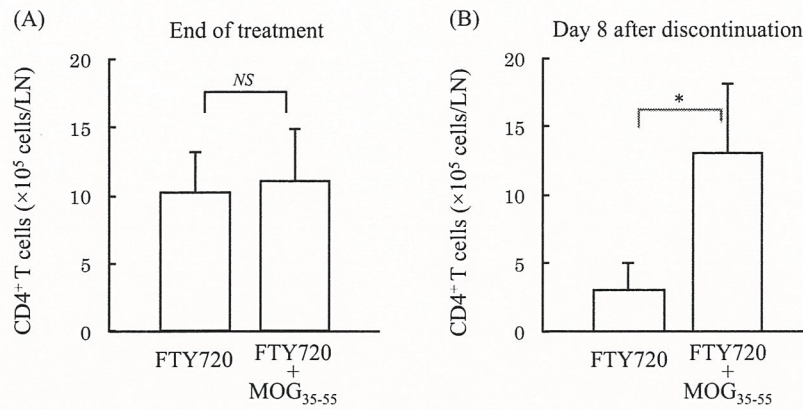 (A)
End of treatment
CD4⁺ T cells (×10⁵ cells/LN)
20
15
10
5
0
NS
FTY720
FTY720
+
MOG₃₅₋₅₅
(B)
Day 8 after discontinuation
CD4⁺ T cells (×10⁵ cells/LN)
20
15
10
5
0
*
FTY720
FTY720
+
MOG₃₅₋₅₅